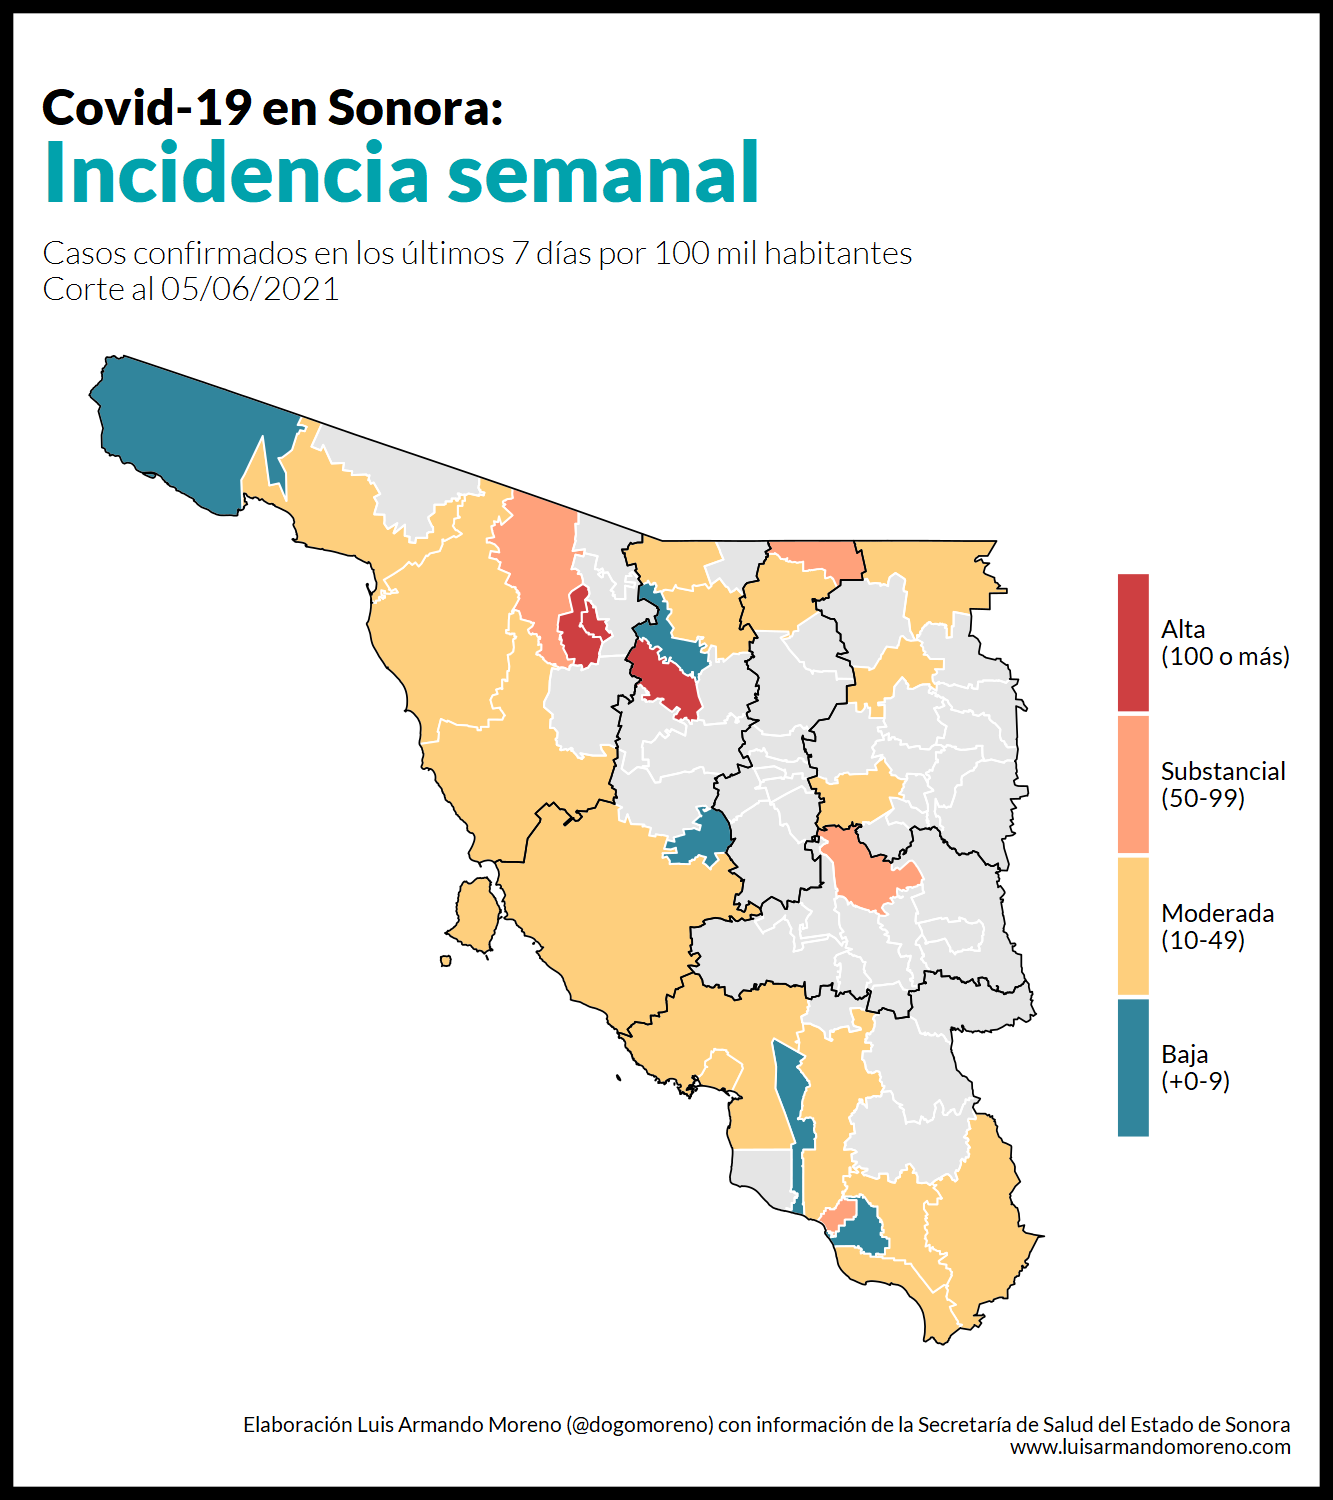 Covid-19 en Sonora:
Incidencia semanal
Casos confirmados en los últimos 7 días por 100 mil habitantes
Corte al 05/06/2021
Alta
(100 o más)
Substancial
(50-99)
Moderada
(10-49)
Baja
(+0-9)
Elaboración Luis Armando Moreno (@dogomoreno) con información de la Secretaría de Salud del Estado de Sonora
www.luisarmandomoreno.com